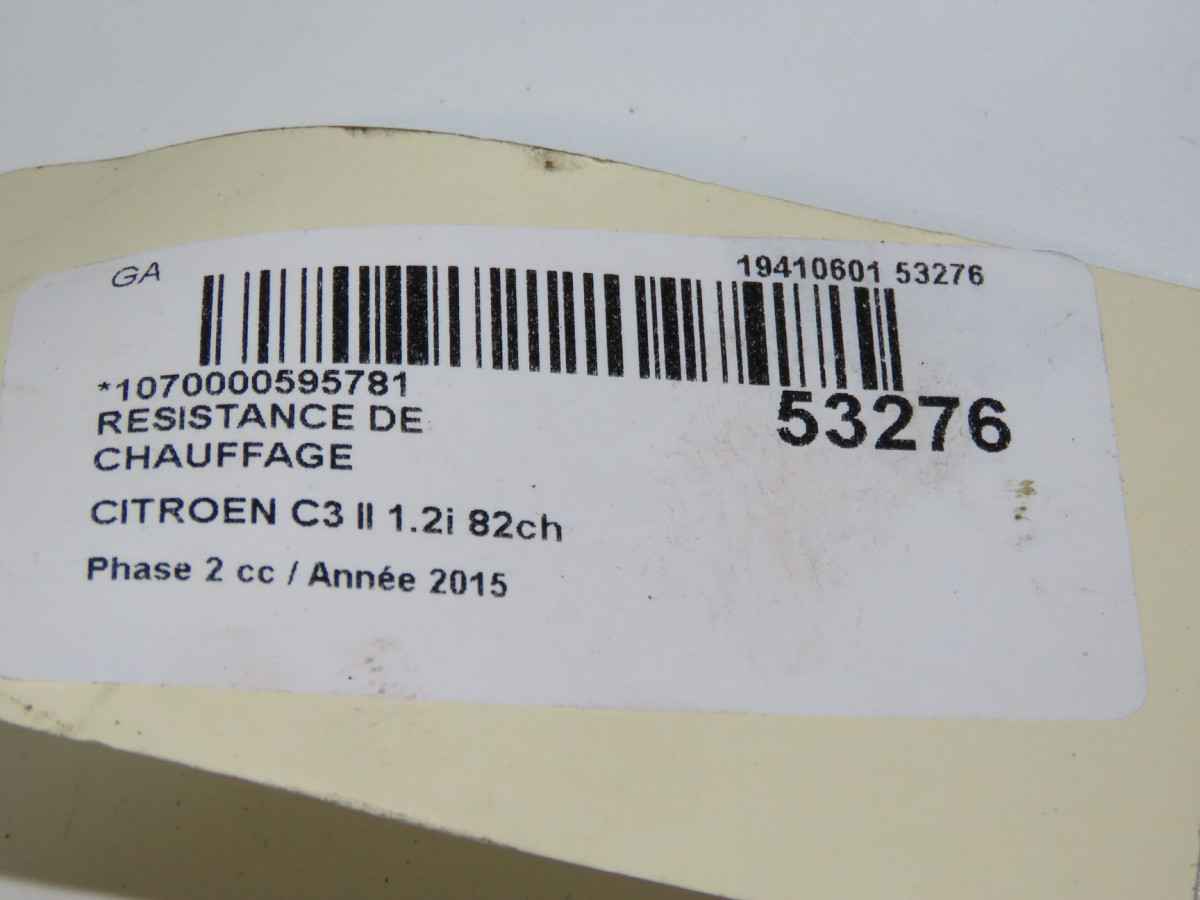 GA
19410601 53276
*1070000595781
53276
RESISTANCE DE
CHAUFFAGE
CITROEN C3 II 1.2i 82ch
Phase 2 cc / Année 2015